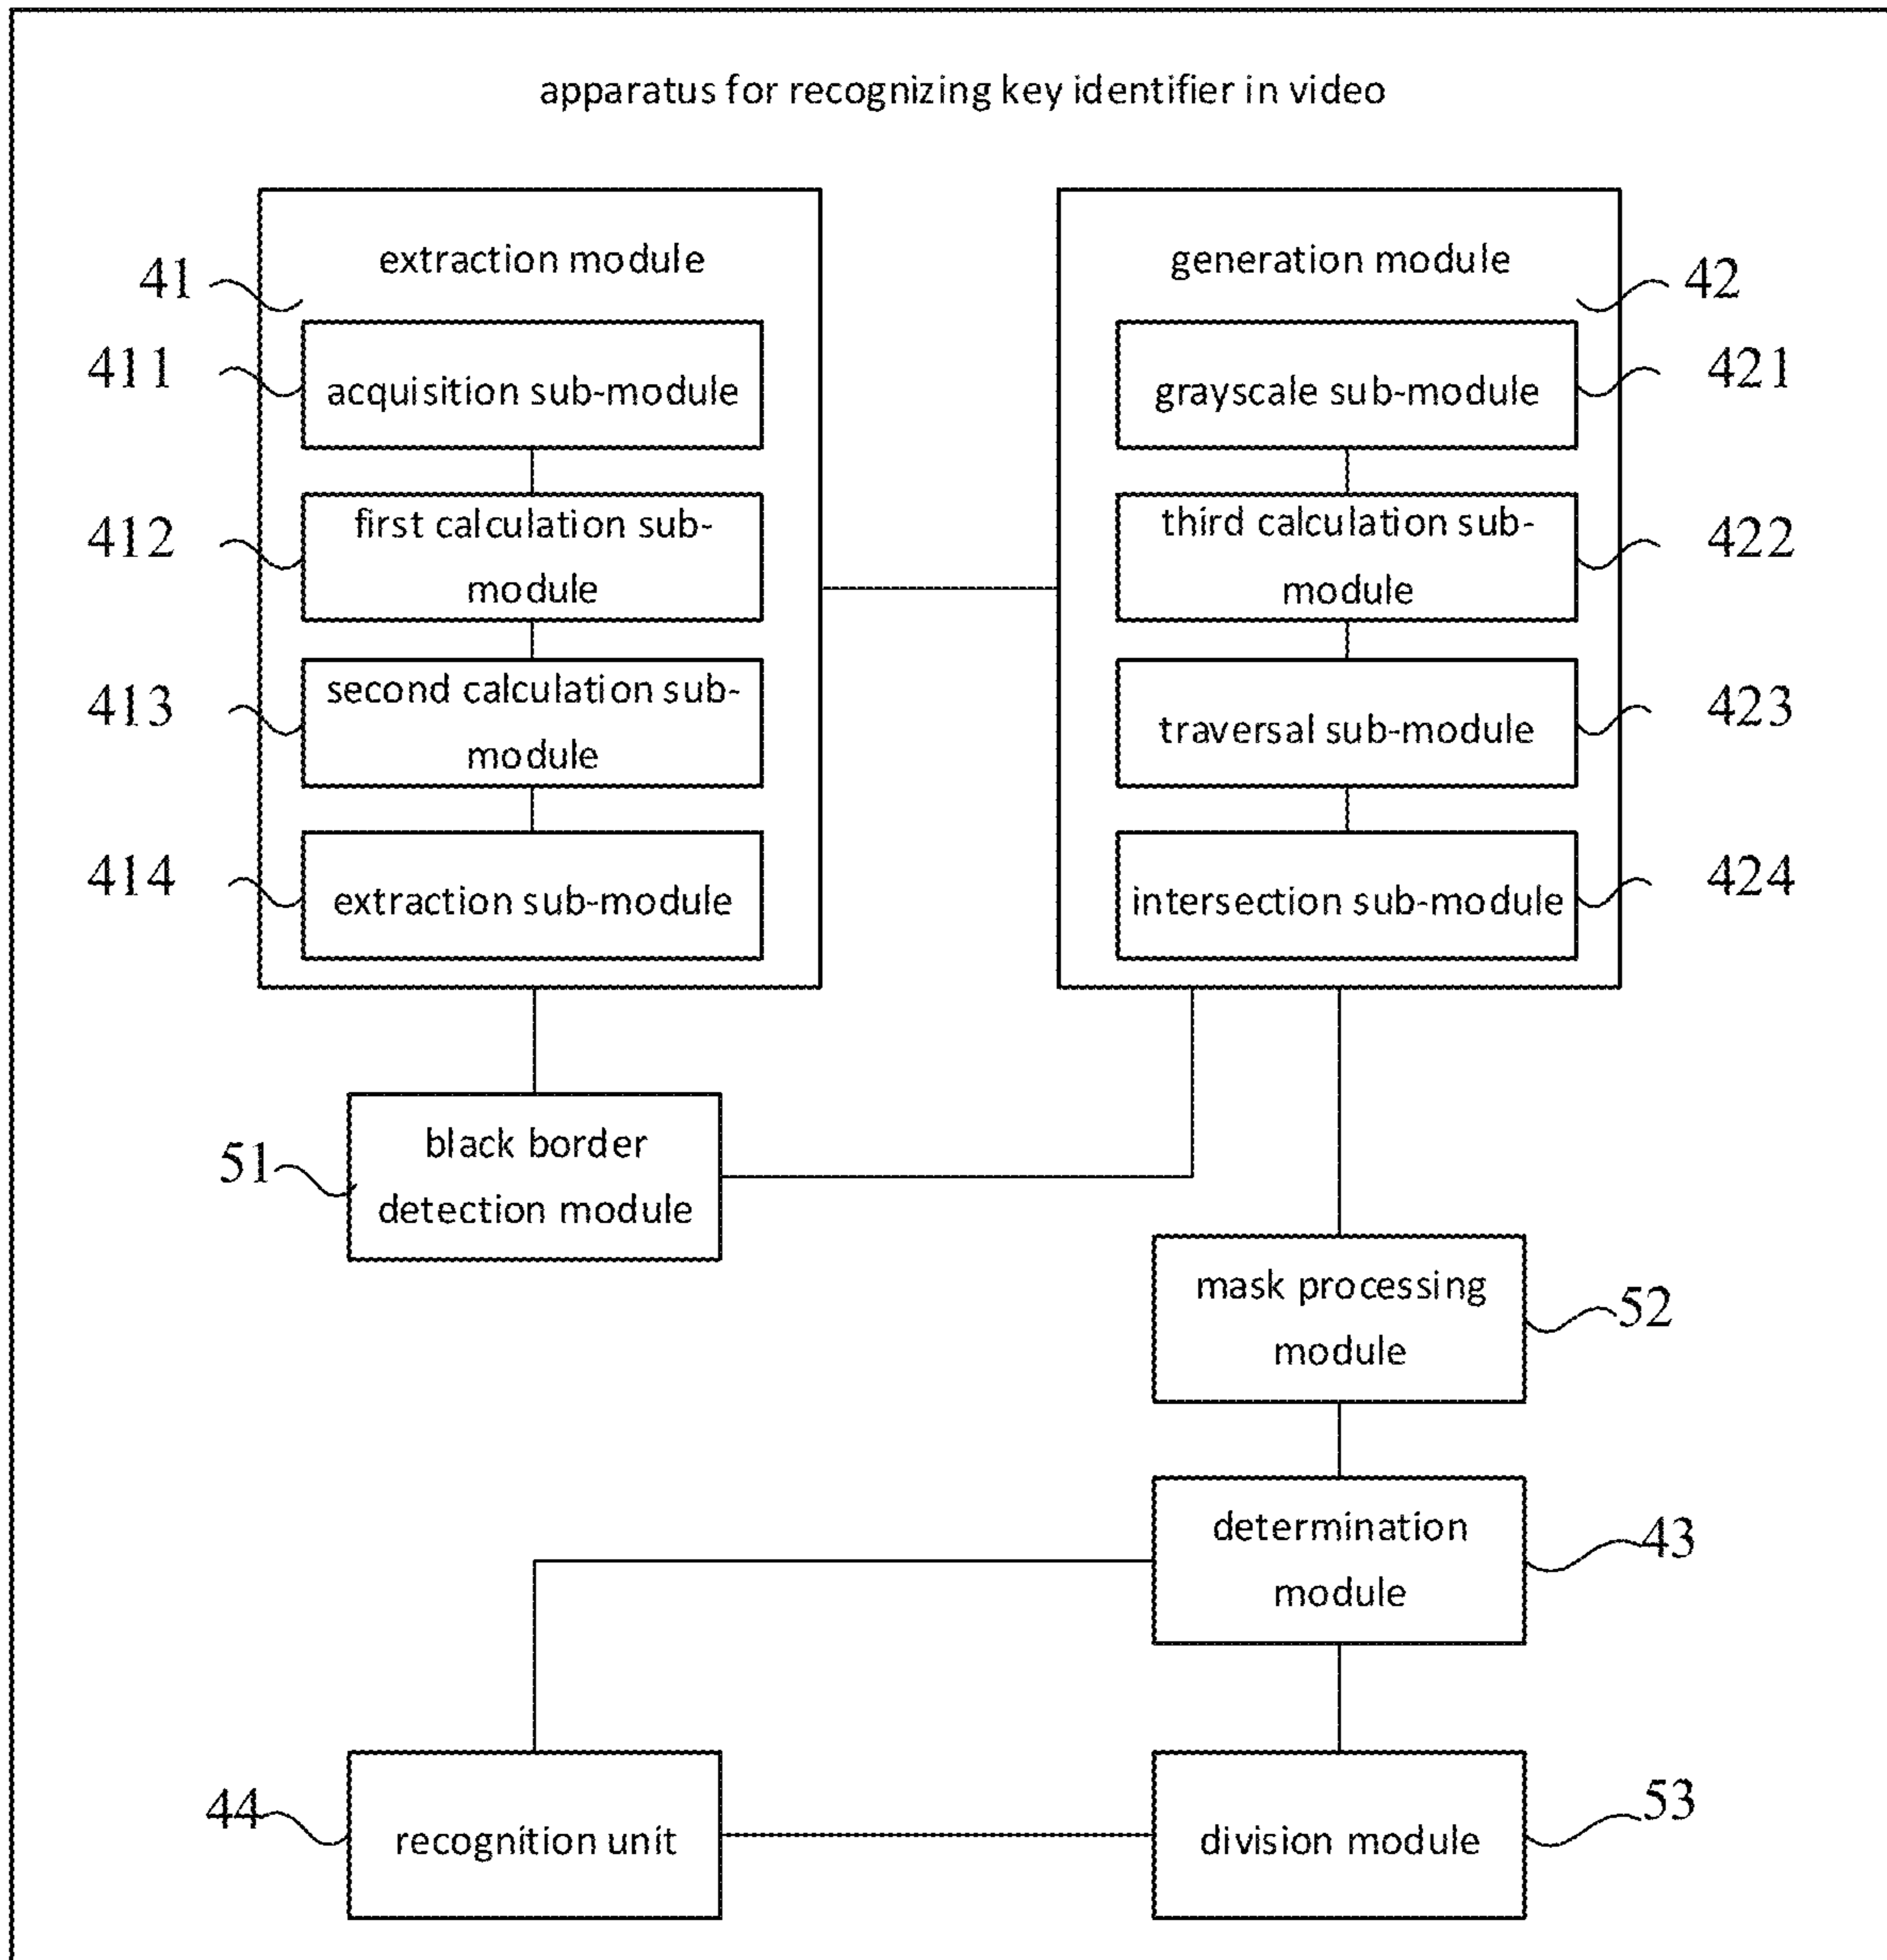 apparatus for recognizing key identifier in video
extraction module
41
411
acquisition sub-module
412
first calculation sub-
module
413
second calculation sub-
module
414
extraction sub-module
generation module
42
grayscale sub-module
421
third calculation sub-
module
422
traversal sub-module
423
intersection sub-module
424
51
black border
detection module
mask processing
module
52
determination
module
43
44
recognition unit
division module
53